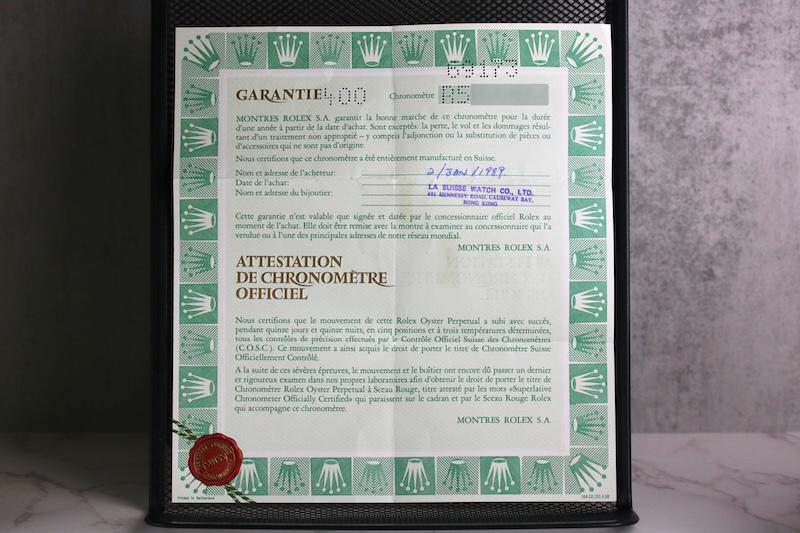 69173
GARANTIE 400 Chronomètre R5
MONTRES ROLEX S.A. garantit la bonne marche de ce chronomètre pour la durée
d'une année à partir de la date d'achat. Sont exceptés: la perte, le vol et les dommages résul-
tant d'un traitement non approprié – y compris l'adjonction ou la substitution de pièces ou
d'accessoires qui ne sont pas d'origine.
Nous certifions que ce chronomètre a été entièrement manufacturé en Suisse.
Nom et adresse de l'acheteur:
Date de l'achat: 2/JAN/1989.
Nom et adresse du bijoutier: LA SUISSE WATCH CO., LTD.
HENNESSY ROAD, CAUSEWAY BAY,
HONG KONG
Cette garantie n'est valable que signée et datée par le concessionnaire officiel Rolex au
moment de l'achat. Elle doit être remise avec la montre à examiner au concessionnaire qui l'a
vendue ou à l'une des principales adresses de notre réseau mondial.
MONTRES ROLEX S.A.
ATTESTATION
DE CHRONOMÈTRE
OFFICIEL
Nous certifions que le mouvement de cette Rolex Oyster Perpetual a subi avec succès,
pendant quinze jours et quinze nuits, en cinq positions et à trois températures déterminées,
tous les contrôles de précision effectués par le Contrôle Officiel Suisse des Chronomètres
(C.O.S.C.). Ce mouvement a ainsi acquis le droit de porter le titre de Chronomètre Suisse
Officiellement Contrôlé.
A la suite de ces sévères épreuves, le mouvement et le boîtier ont encore dû passer un dernier
et rigoureux examen dans nos propres laboratoires afin d'obtenir le droit de porter le titre de
Chronomètre Rolex Oyster Perpetual à Sceau Rouge, titre attesté par les mots «Superlative
Chronometer Officially Certified» qui paraissent sur le cadran et par le Sceau Rouge Rolex
qui accompagne ce chronomètre.
MONTRES ROLEX S.A.
Printed in Switzerland